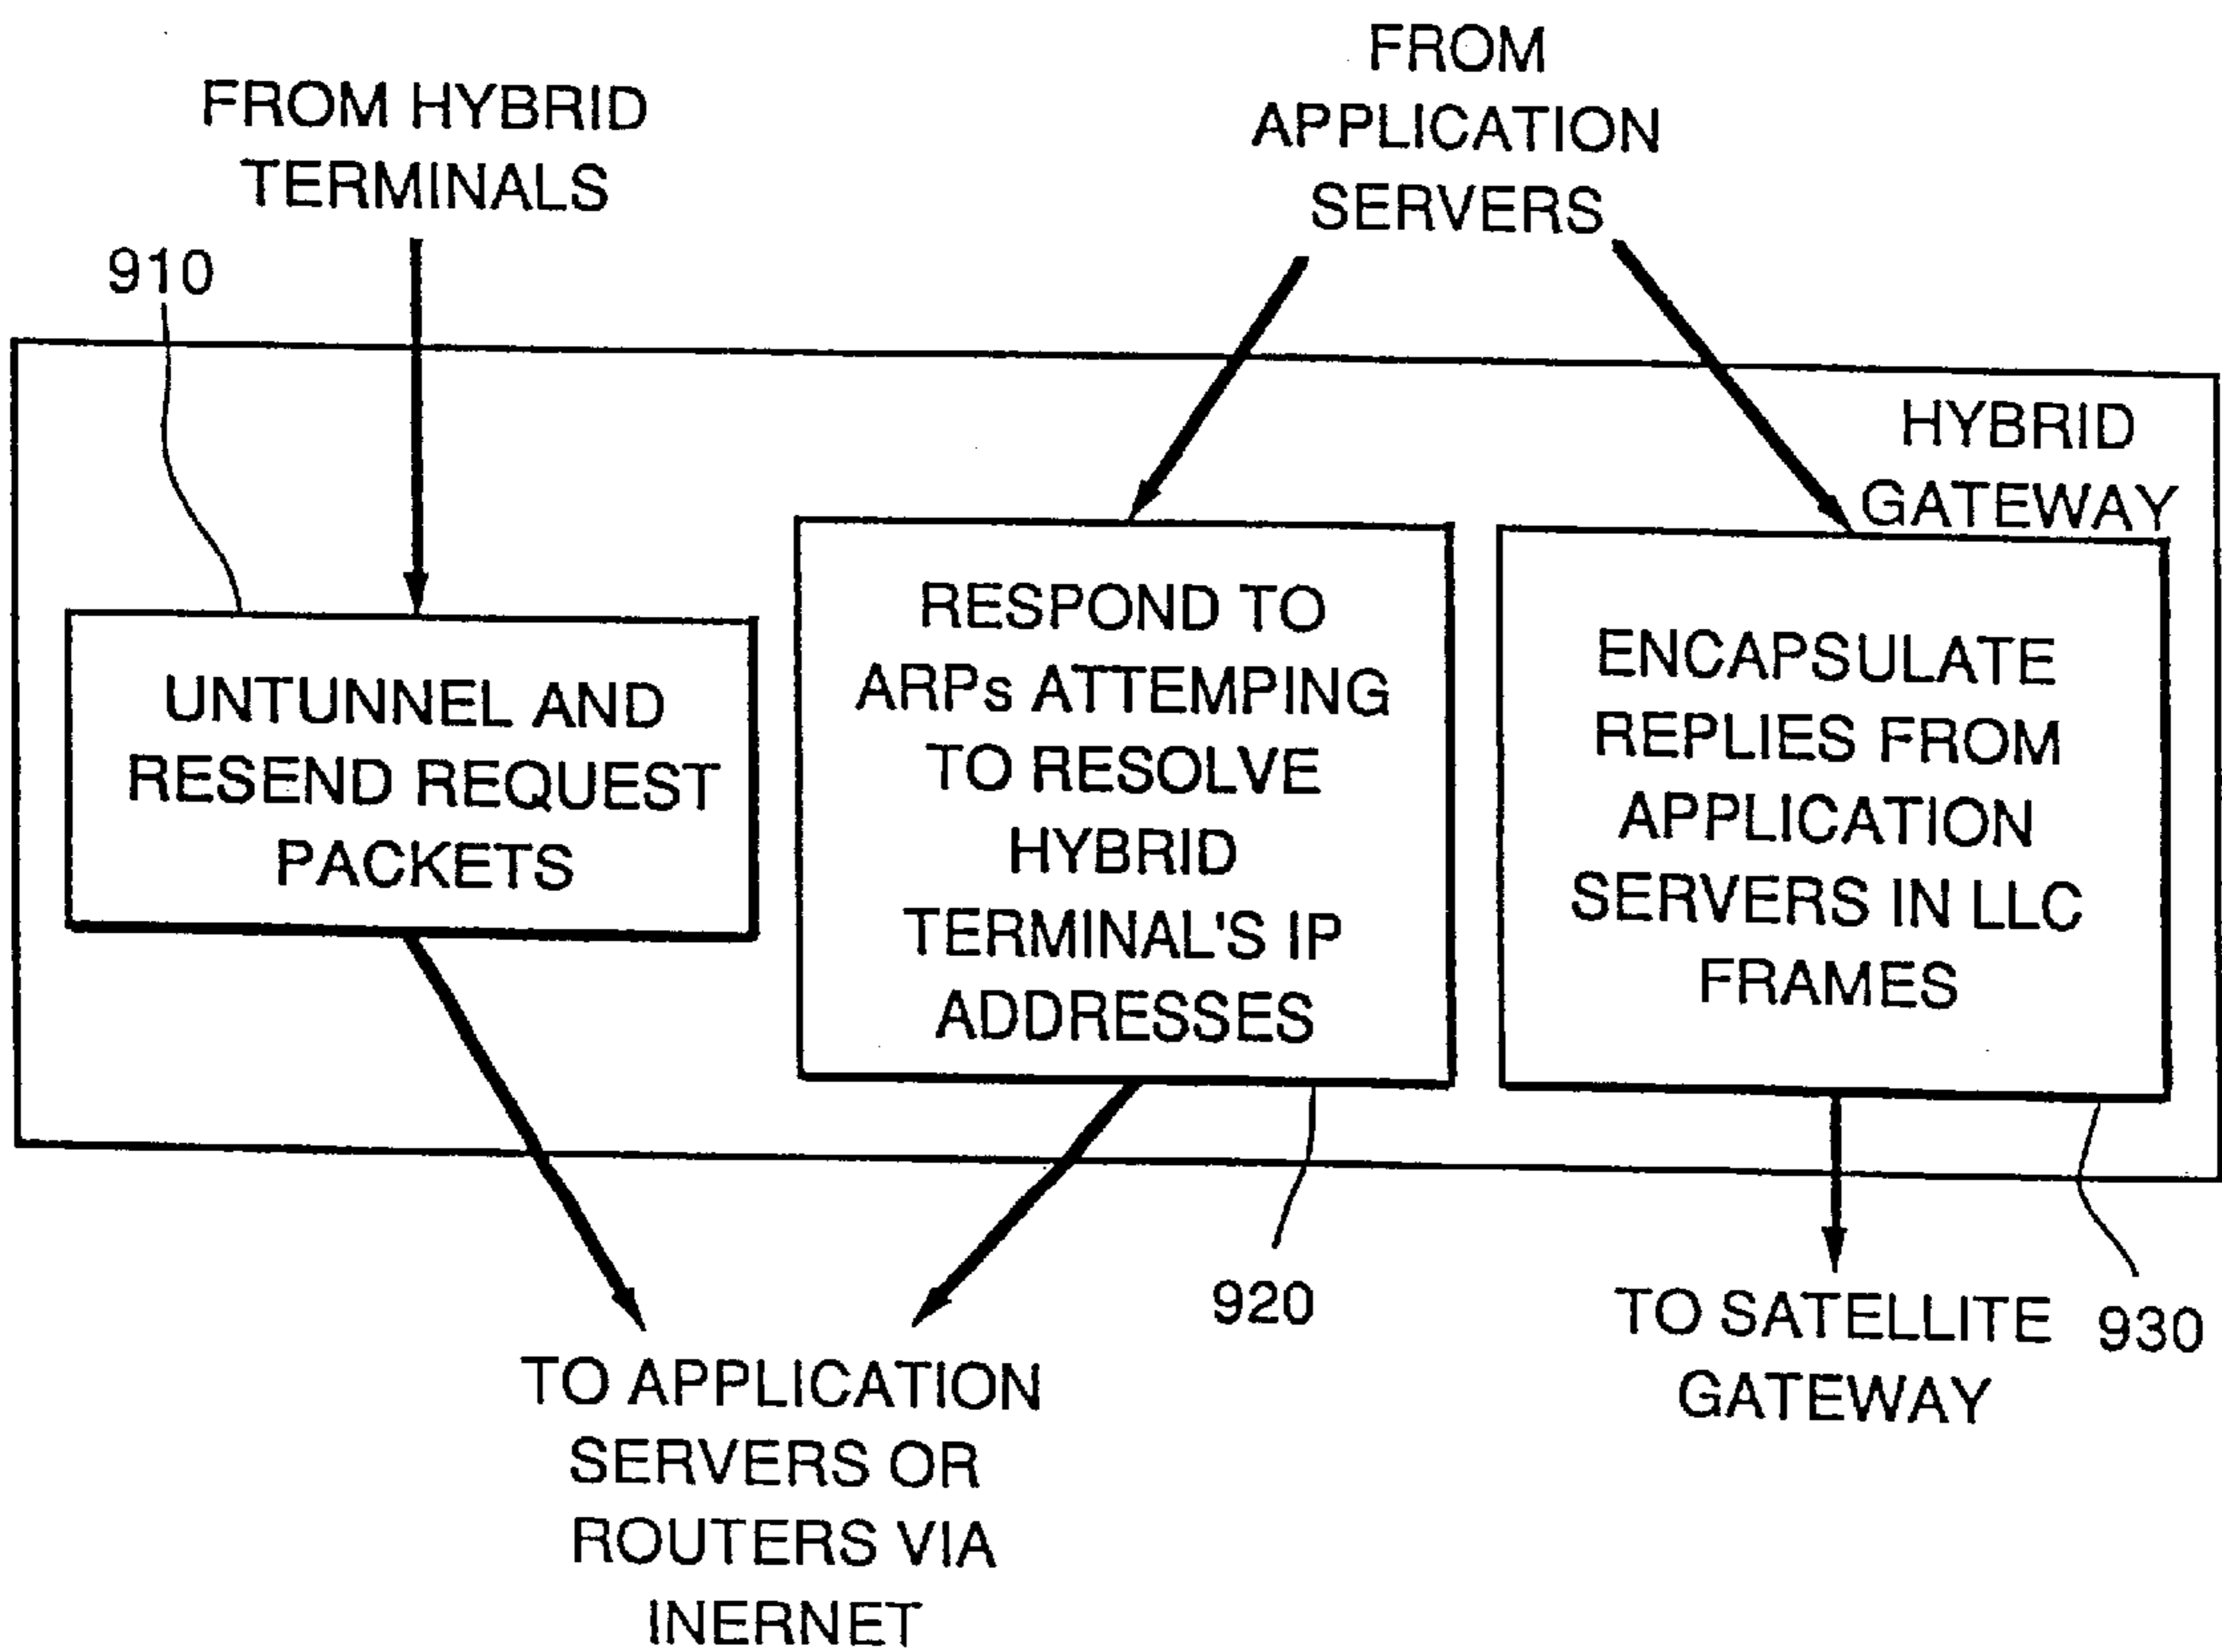 FROM HYBRID
TERMINALS
FROM
APPLICATION
SERVERS
910
HYBRID
GATEWAY
UNTUNNEL AND
RESEND REQUEST
PACKETS
RESPOND TO
ARPs ATTEMPING
TO RESOLVE
HYBRID
TERMINAL'S IP
ADDRESSES
ENCAPSULATE
REPLIES FROM
APPLICATION
SERVERS IN LLC
FRAMES
920
930
TO APPLICATION
SERVERS OR
ROUTERS VIA
INERNET
TO SATELLITE
GATEWAY